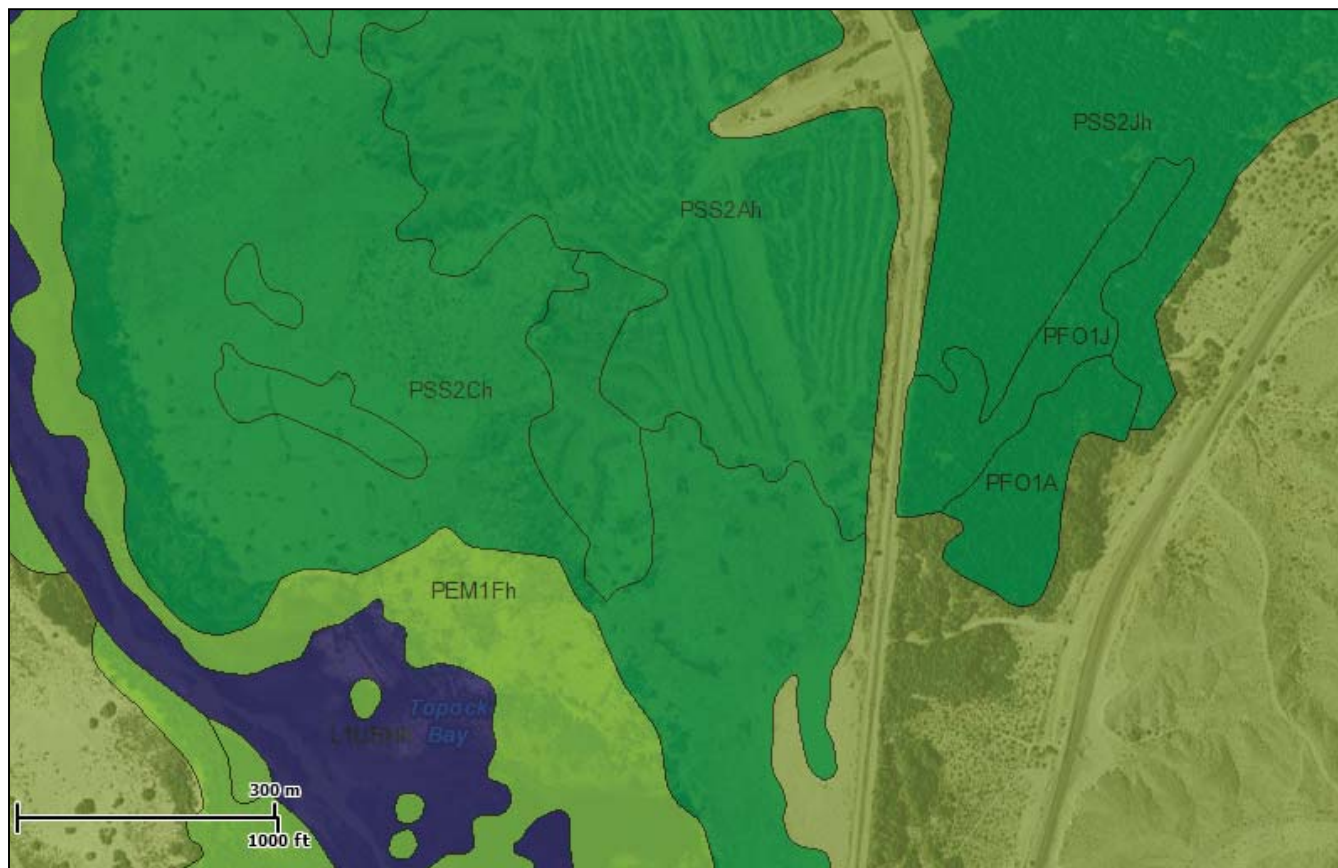 PSS2Jh
PSS2Ah
PFO1J
PSS2Ch
PFO1A
PEM1Fh
Topock
Bay
300 m
1000 ft